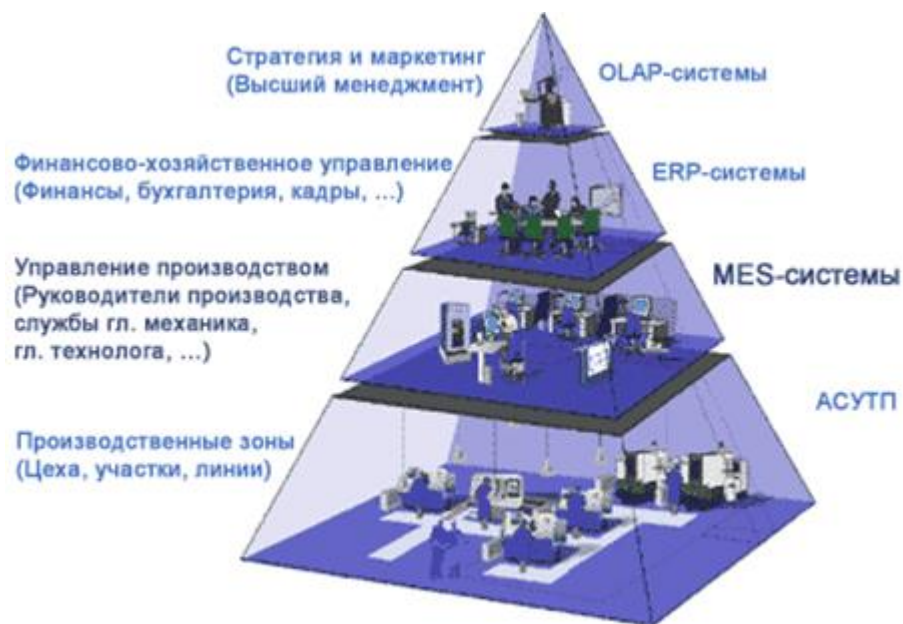 Стратегия и маркетинг
(Высший менеджмент)
OLAP-системы
Финансово-хозяйственное управление
(Финансы, бухгалтерия, кадры, ...)
ERP-системы
Управление производством
(Руководители производства,
службы гл. механика,
гл. технолога, ...)
MES-системы
АСУТП
Производственные зоны
(Цеха, участки, линии)